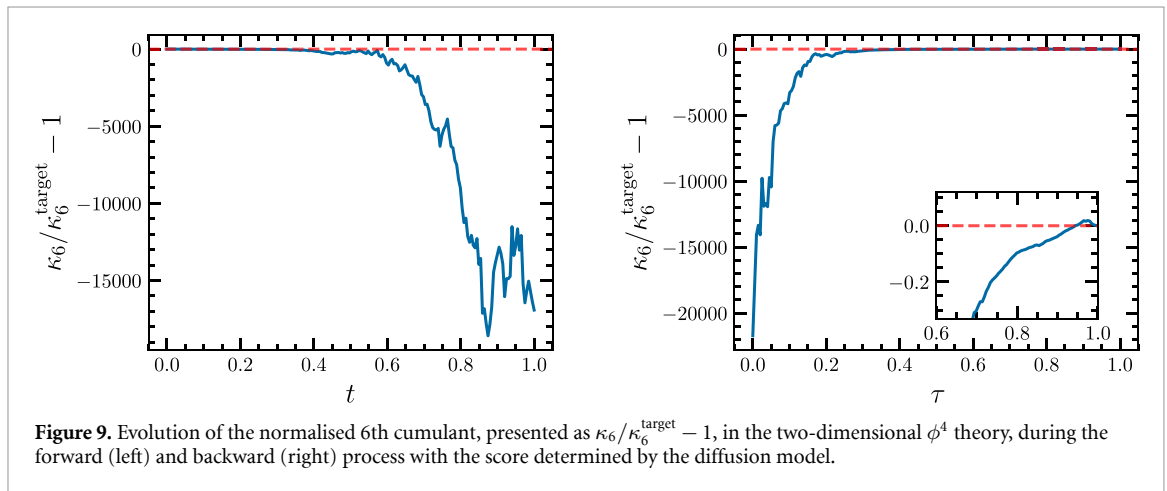 0
−5000
−10000
−15000
κ₆/κ₆^target − 1
0.0 0.2 0.4 0.6 0.8 1.0
t
0
−5000
−10000
−15000
−20000
κ₆/κ₆^target − 1
0.0 0.2 0.4 0.6 0.8 1.0
τ
0.0
−0.2
0.6 0.8 1.0
Figure 9. Evolution of the normalised 6th cumulant, presented as κ₆/κ₆^target − 1, in the two-dimensional ϕ⁴ theory, during the
forward (left) and backward (right) process with the score determined by the diffusion model.